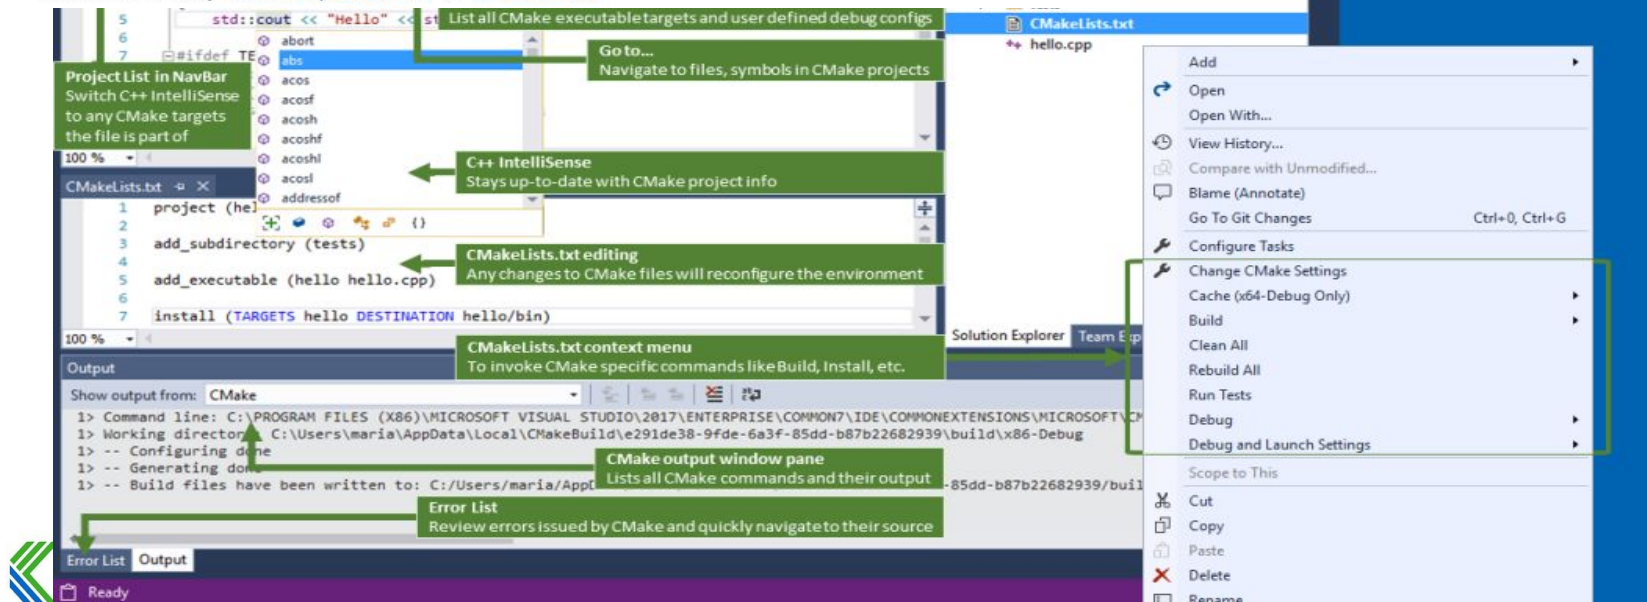 5 std::cout << "Hello" << st
List all CMake executable targets and user defined debug configs
6
7 #ifdef TE
abort
abs
acos
acosf
acosh
acoshf
acoshl
acosl
addressof
{}
Go to...
Navigate to files, symbols in CMake projects
Project List in NavBar
Switch C++ IntelliSense
to any CMake targets
the file is part of
100 %
C++ IntelliSense
Stays up-to-date with CMake project info
CMakeLists.txt
1 project (hel
2
3 add_subdirectory (tests)
4
5 add_executable (hello hello.cpp)
6
7 install (TARGETS hello DESTINATION hello/bin)
100 %
CMakeLists.txt editing
Any changes to CMake files will reconfigure the environment
CMakeLists.txt context menu
To invoke CMake specific commands like Build, Install, etc.
Output
Show output from: CMake
1> Command line: C:\PROGRAM FILES (X86)\MICROSOFT VISUAL STUDIO\2017\ENTERPRISE\COMMON7\IDE\COMMONEXTENSIONS\MICROSOFT\CM
1> Working director C:\Users\maria\AppData\Local\CMakeBuild\e291de38-9fde-6a3f-85dd-b87b22682939\build\x86-Debug
1> -- Configuring done
1> -- Generating done
1> -- Build files have been written to: C:/Users/maria/AppD -85dd-b87b22682939/buil
CMake output window pane
Lists all CMake commands and their output
Error List
Review errors issued by CMake and quickly navigate to their source
Error List Output
Ready
CMakeLists.txt
hello.cpp
Solution Explorer Team Exp
Add
Open
Open With...
View History...
Compare with Unmodified...
Blame (Annotate)
Go To Git Changes Ctrl+0, Ctrl+G
Configure Tasks
Change CMake Settings
Cache (x64-Debug Only)
Build
Clean All
Rebuild All
Run Tests
Debug
Debug and Launch Settings
Scope to This
Cut
Copy
Paste
Delete
Rename